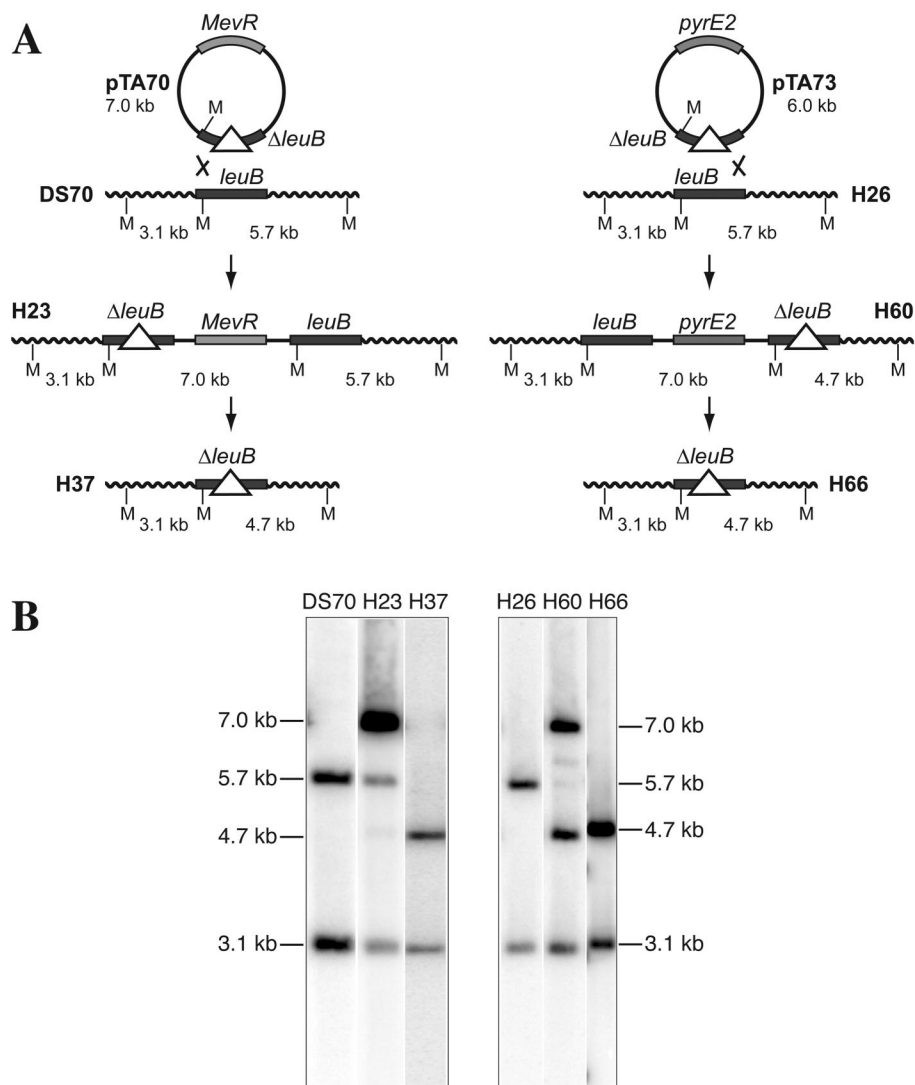 A
MevR
pTA70
7.0 kb
M
ΔleuB
leuB
DS70
M
M
M
3.1 kb
5.7 kb
H23
ΔleuB
MevR
leuB
M
M
M
M
3.1 kb
7.0 kb
5.7 kb
ΔleuB
H37
M
M
M
3.1 kb
4.7 kb
pyrE2
pTA73
6.0 kb
M
ΔleuB
leuB
H26
M
M
M
3.1 kb
5.7 kb
leuB
pyrE2
ΔleuB
H60
M
M
M
M
3.1 kb
7.0 kb
4.7 kb
ΔleuB
H66
M
M
M
3.1 kb
4.7 kb
B
DS70 H23 H37
7.0 kb
5.7 kb
4.7 kb
3.1 kb
H26 H60 H66
7.0 kb
5.7 kb
4.7 kb
3.1 kb